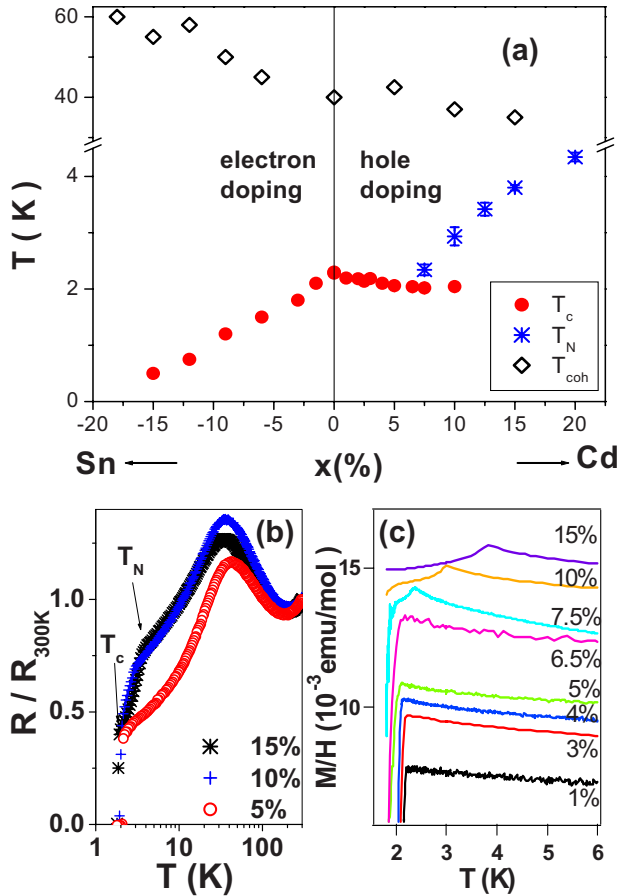 60
(a)
40
electron doping
hole doping
4
T ( K )
2
T_c
T_N
T_coh
0
-20 -15 -10 -5 0 5 10 15 20
Sn ← x(%) → Cd
(b)
T_N
1.0
T_c
R / R_300K
0.5
15%
10%
5%
0.0
1 10 100
T (K)
(c)
15%
15
10%
7.5%
6.5%
M/H (10^-3 emu/mol)
5%
10
4%
3%
1%
2 4 6
T (K)